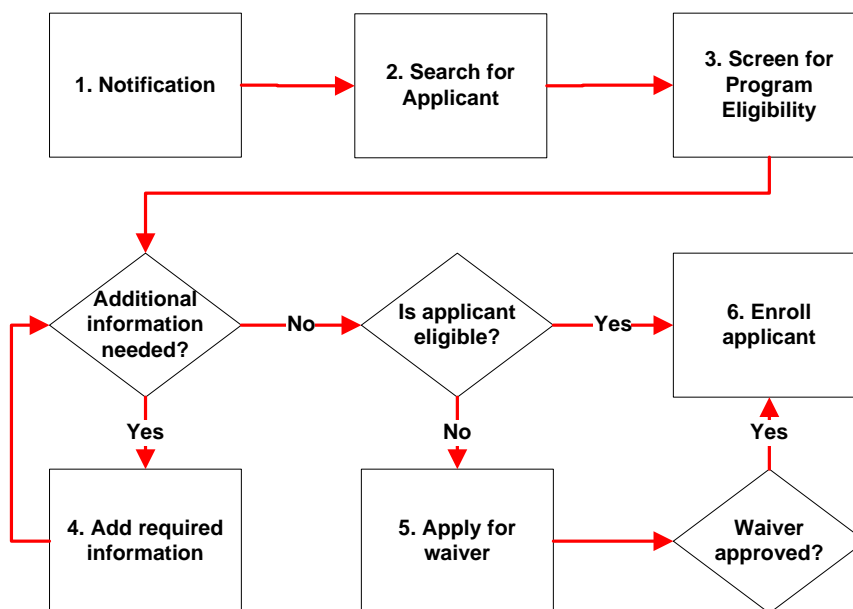 1. Notification
2. Search for
Applicant
3. Screen for
Program
Eligibility
Additional
information
needed?
No
Is applicant
eligible?
Yes
6. Enroll
applicant
Yes
No
Yes
4. Add required
information
5. Apply for
waiver
Waiver
approved?